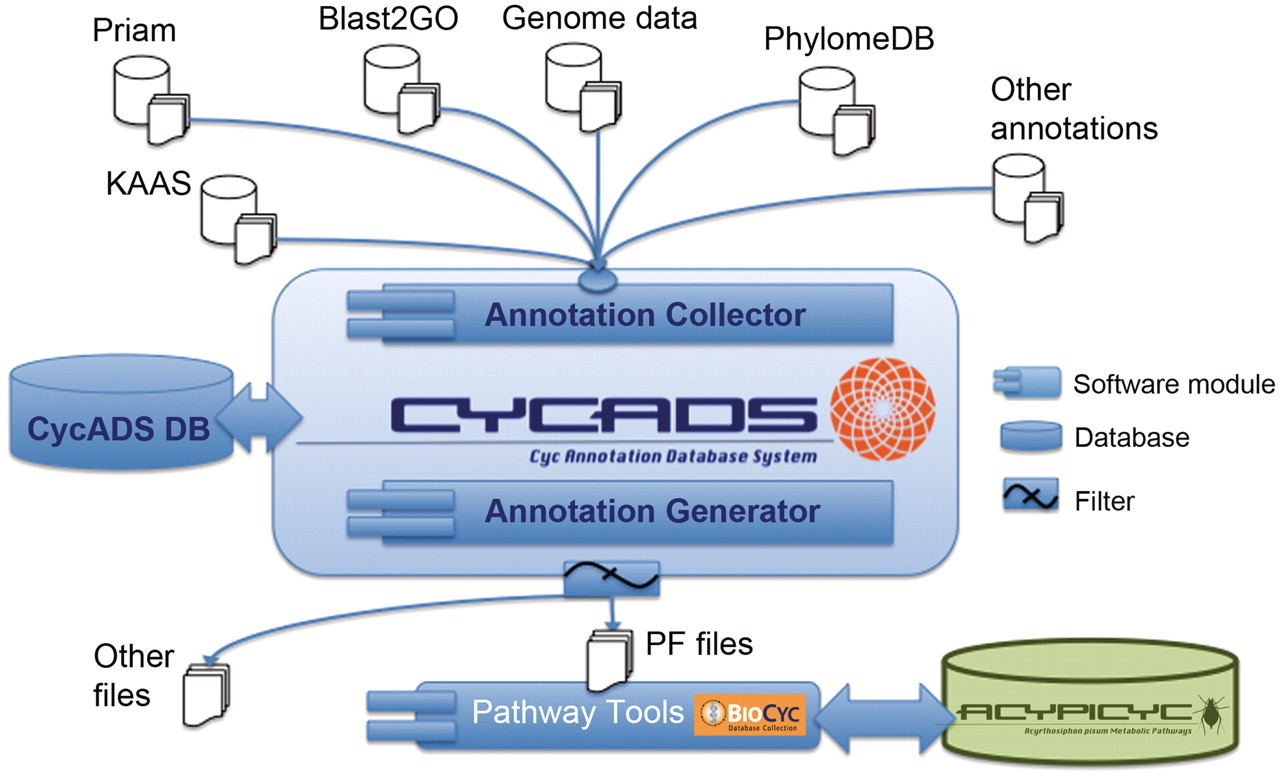 Priam
Blast2GO
Genome data
PhylomeDB
Other
annotations
KAAS
Annotation Collector
CycADS DB
CYCADS
Cyc Annotation Database System
Software module
Database
Filter
Annotation Generator
Other
files
PF files
Pathway Tools
BioCyc
Database Collection
ACYPICYC
Acyrthosiphon pisum Metabolic Pathways